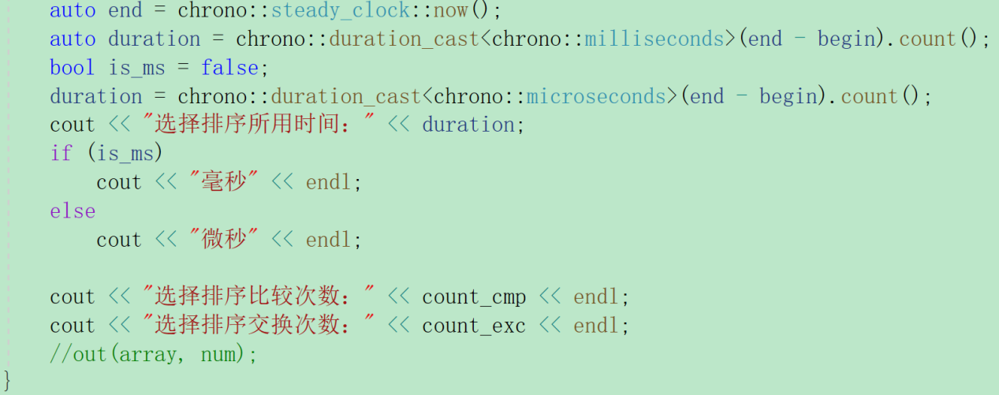 auto end = chrono::steady_clock::now();
auto duration = chrono::duration_cast<chrono::milliseconds>(end - begin).count();
bool is_ms = false;
duration = chrono::duration_cast<chrono::microseconds>(end - begin).count();
cout << "选择排序所用时间：" << duration;
if (is_ms)
cout << "毫秒" << endl;
else
cout << "微秒" << endl;
cout << "选择排序比较次数：" << count_cmp << endl;
cout << "选择排序交换次数：" << count_exc << endl;
//out(array, num);
}